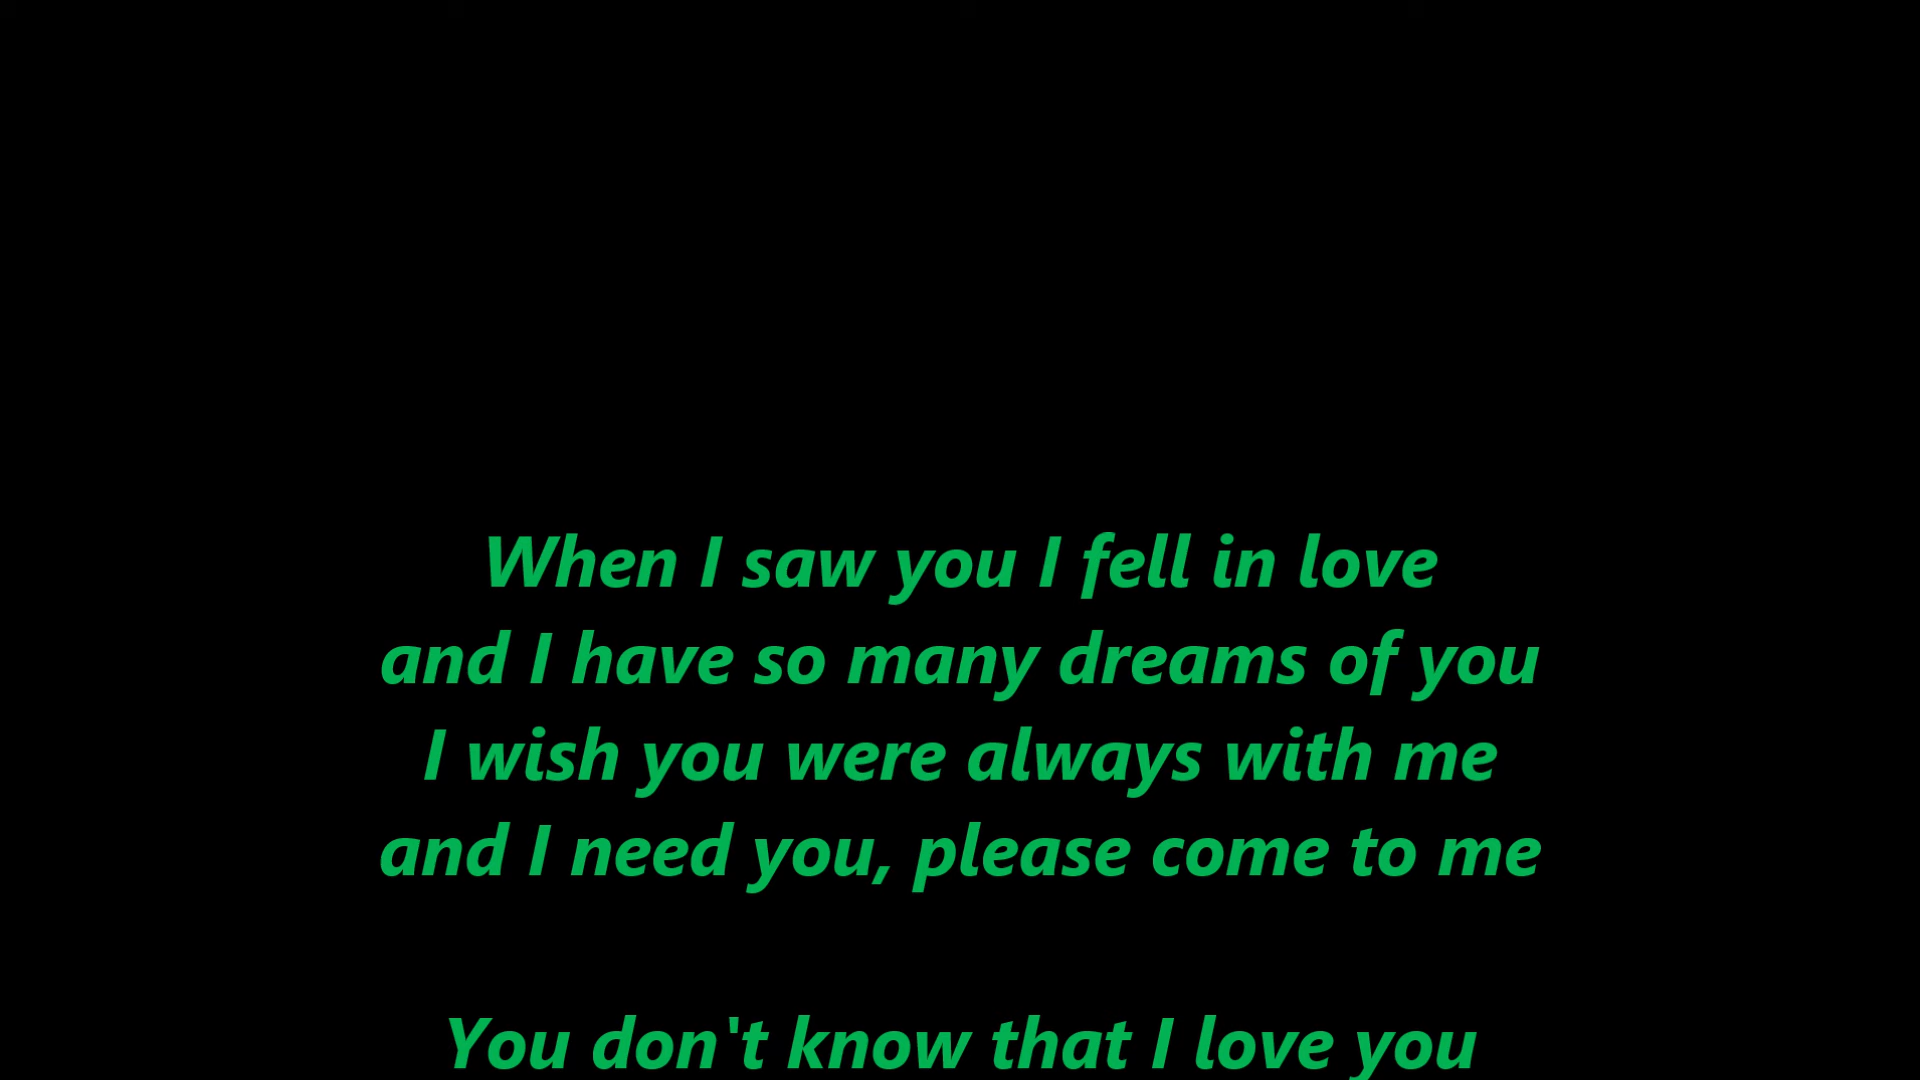 When I saw you I fell in love
and I have so many dreams of you
I wish you were always with me
and I need you, please come to me
You don't know that I love you